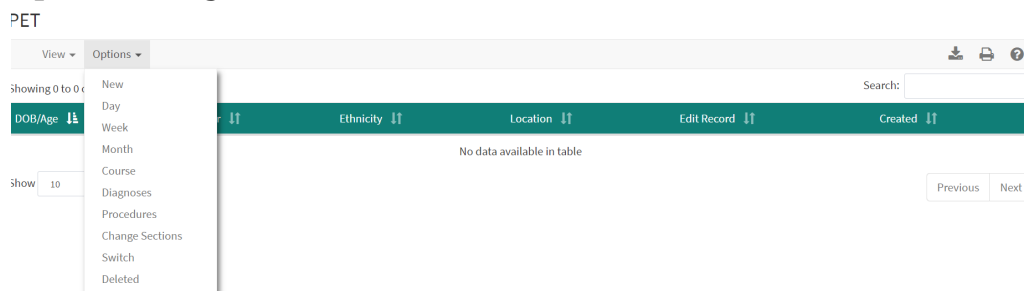 PET
View Options
New
Day
Week
Month
Course
Diagnoses
Procedures
Change Sections
Switch
Deleted
Showing 0 to 0
Search:
DOB/Age Ethnicity Location Edit Record Created
No data available in table
Show 10
Previous Next